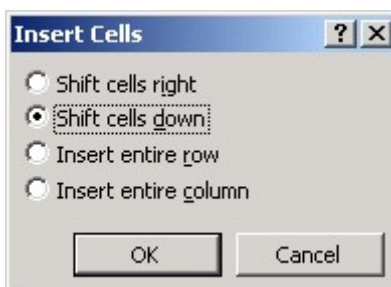 Insert Cells
Shift cells right
Shift cells down
Insert entire row
Insert entire column
OK Cancel